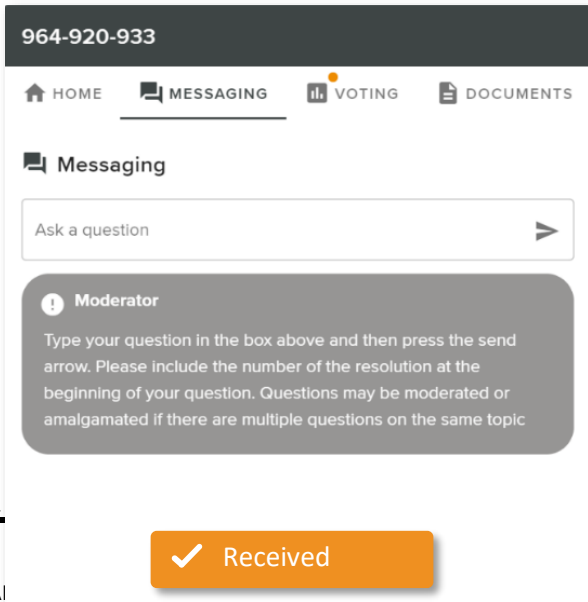 964-920-933
HOME MESSAGING VOTING DOCUMENTS
Messaging
Ask a question
Moderator
Type your question in the box above and then press the send
arrow. Please include the number of the resolution at the
beginning of your question. Questions may be moderated or
amalgamated if there are multiple questions on the same topic
Received